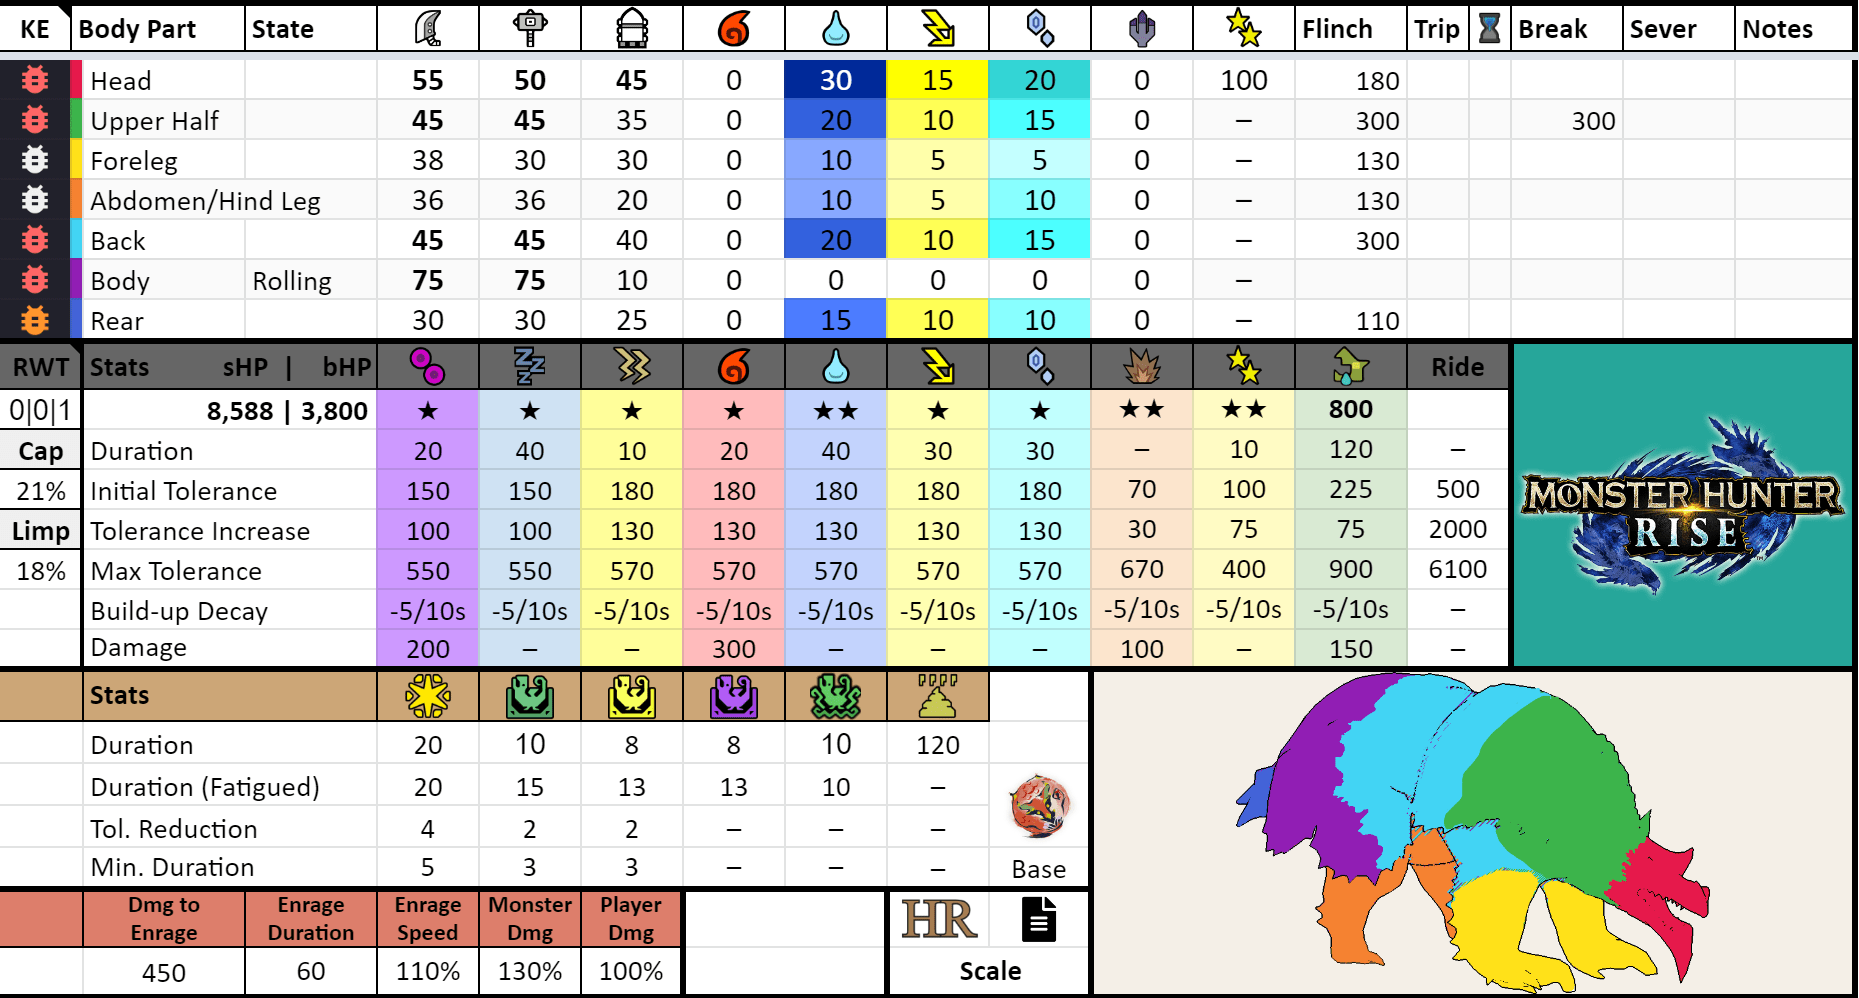 KE Body Part State Flinch Trip Break Sever Notes
Head 55 50 45 0 30 15 20 0 100 180
Upper Half 45 45 35 0 20 10 15 0 – 300 300
Foreleg 38 30 30 0 10 5 5 0 – 130
Abdomen/Hind Leg 36 36 20 0 10 5 10 0 – 130
Back 45 45 40 0 20 10 15 0 – 300
Body Rolling 75 75 10 0 0 0 0 0 –
Rear 30 30 25 0 15 10 10 0 – 110
RWT Stats sHP | bHP Ride
0|0|1 8,588 | 3,800 ★ ★ ★ ★ ★★ ★ ★ ★★ ★★ 800
Cap Duration 20 40 10 20 40 30 30 – 10 120 –
21% Initial Tolerance 150 150 180 180 180 180 180 70 100 225 500
Limp Tolerance Increase 100 100 130 130 130 130 130 30 75 75 2000
18% Max Tolerance 550 550 570 570 570 570 570 670 400 900 6100
Build-up Decay -5/10s -5/10s -5/10s -5/10s -5/10s -5/10s -5/10s -5/10s -5/10s -5/10s –
Damage 200 – – 300 – – – 100 – 150 –
MONSTER HUNTER
RISE
Stats
Duration 20 10 8 8 10 120
Duration (Fatigued) 20 15 13 13 10 –
Tol. Reduction 4 2 2 – – –
Min. Duration 5 3 3 – – – Base
Dmg to Enrage Enrage Monster Player
Enrage Duration Speed Dmg Dmg
HR
450 60 110% 130% 100% Scale